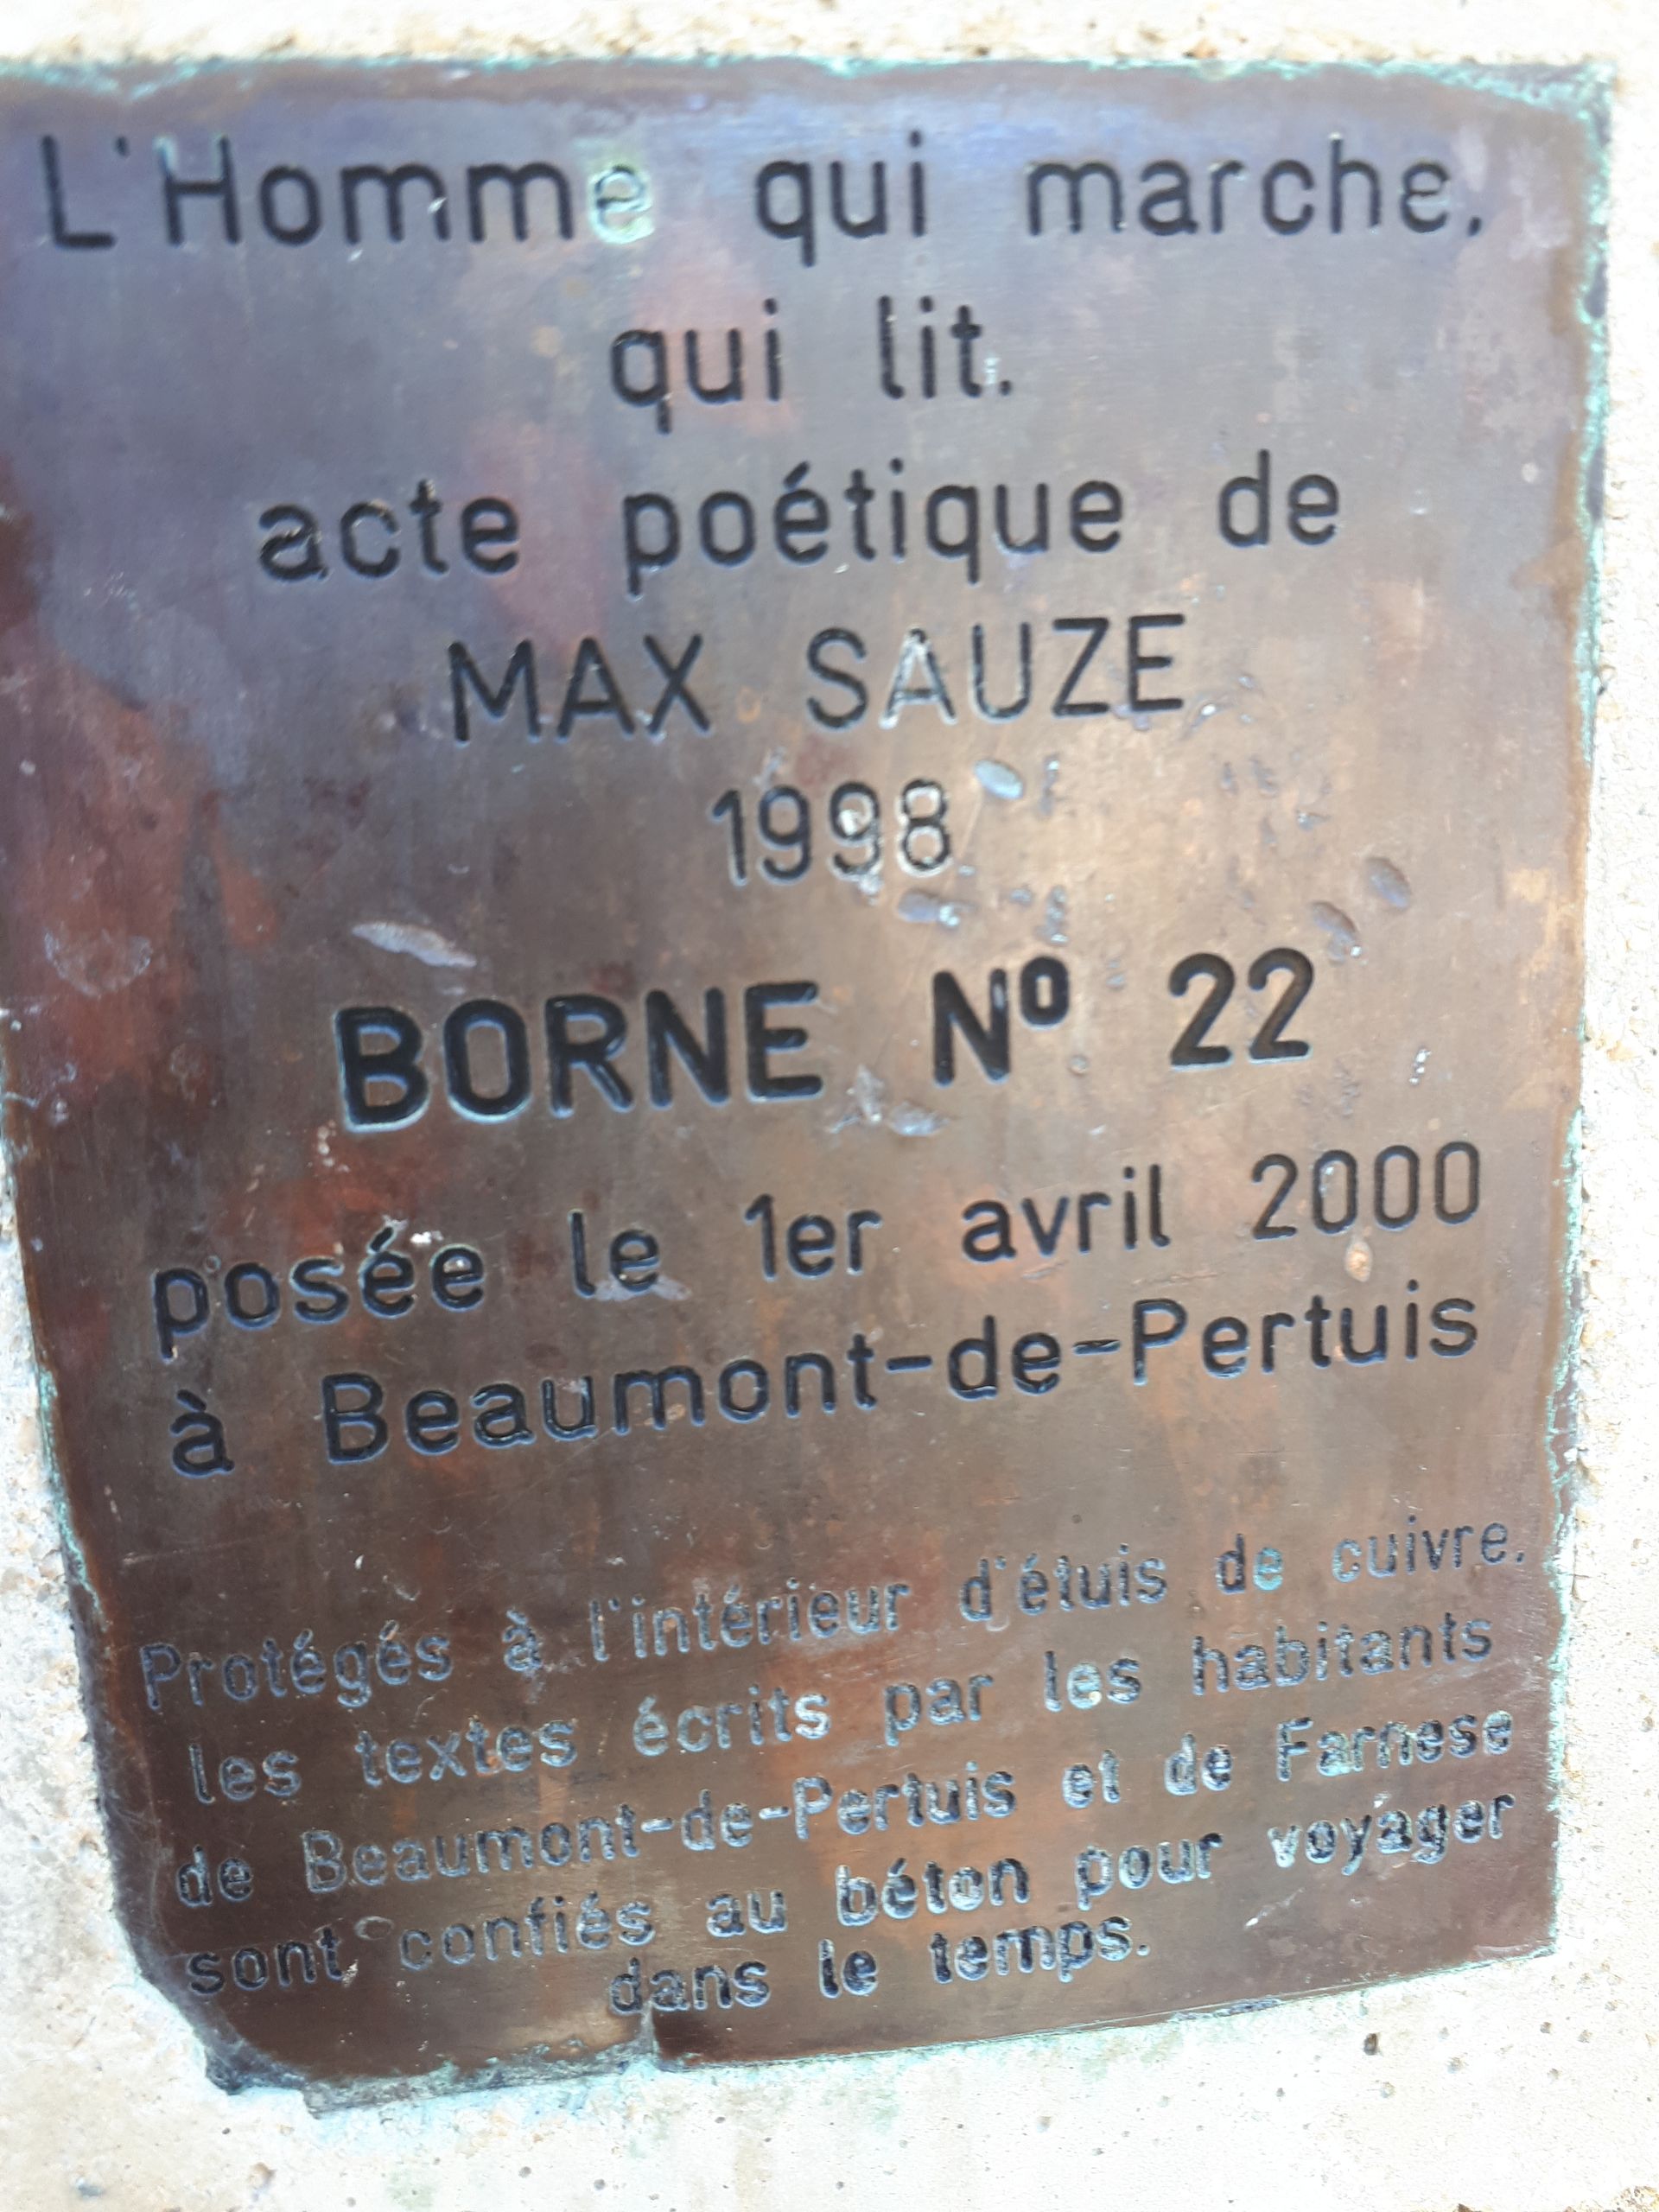 L'Homme qui marche,
qui lit.
acte poétique de
MAX SAUZE
1998
BORNE Nº 22
posée le 1er avril 2000
à Beaumont-de-Pertuis
Protégés à l'intérieur d'étuis de cuivre,
les textes écrits par les habitants
de Beaumont-de-Pertuis et de Farnese
sont confiés au béton pour voyager
dans le temps.